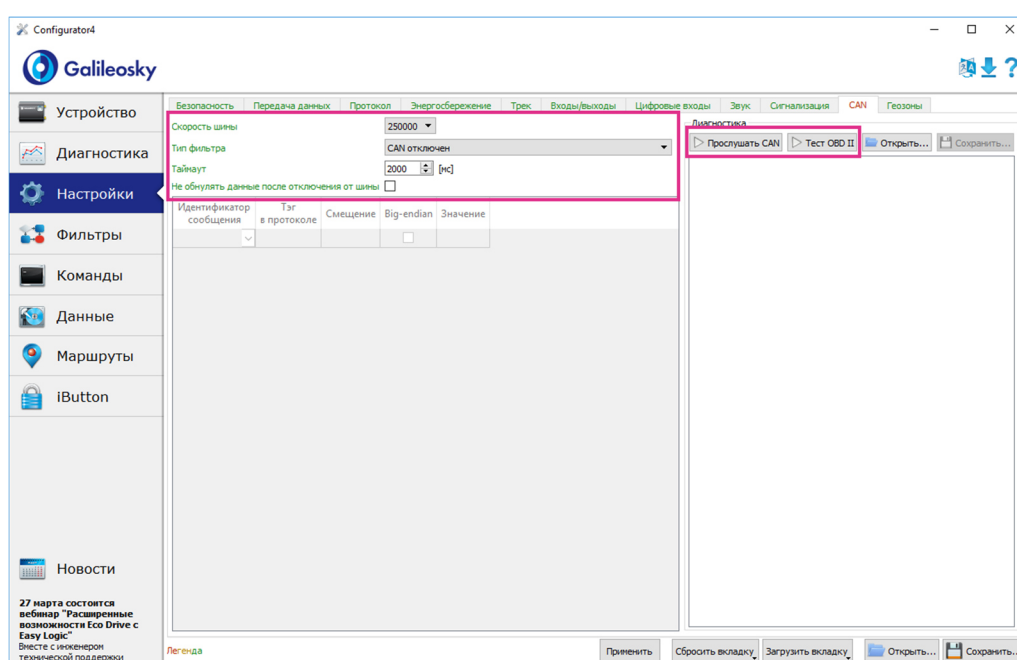 Configurator4
Galileosky
Устройство
Диагностика
Настройки
Фильтры
Команды
Данные
Маршруты
iButton
Новости
27 марта состоится
вебинар "Расширенные
возможности Eco Drive с
Easy Logic"
Вместе с инженером
технической поддержки
Безопасность Передача данных Протокол Энергосбережение Трек Входы/выходы Цифровые входы Звук Сигнализация CAN Геозоны
Скорость шины 250000
Тип фильтра CAN отключен
Таймаут 2000 [мс]
Не обнулять данные после отключения от шины
Идентификатор сообщения Тэг в протоколе Смещение Big-endian Значение
Диагностика
Прослушать CAN Тест OBD II Открыть... Сохранить...
Легенда
Применить Сбросить вкладку Загрузить вкладку Открыть... Сохранить...